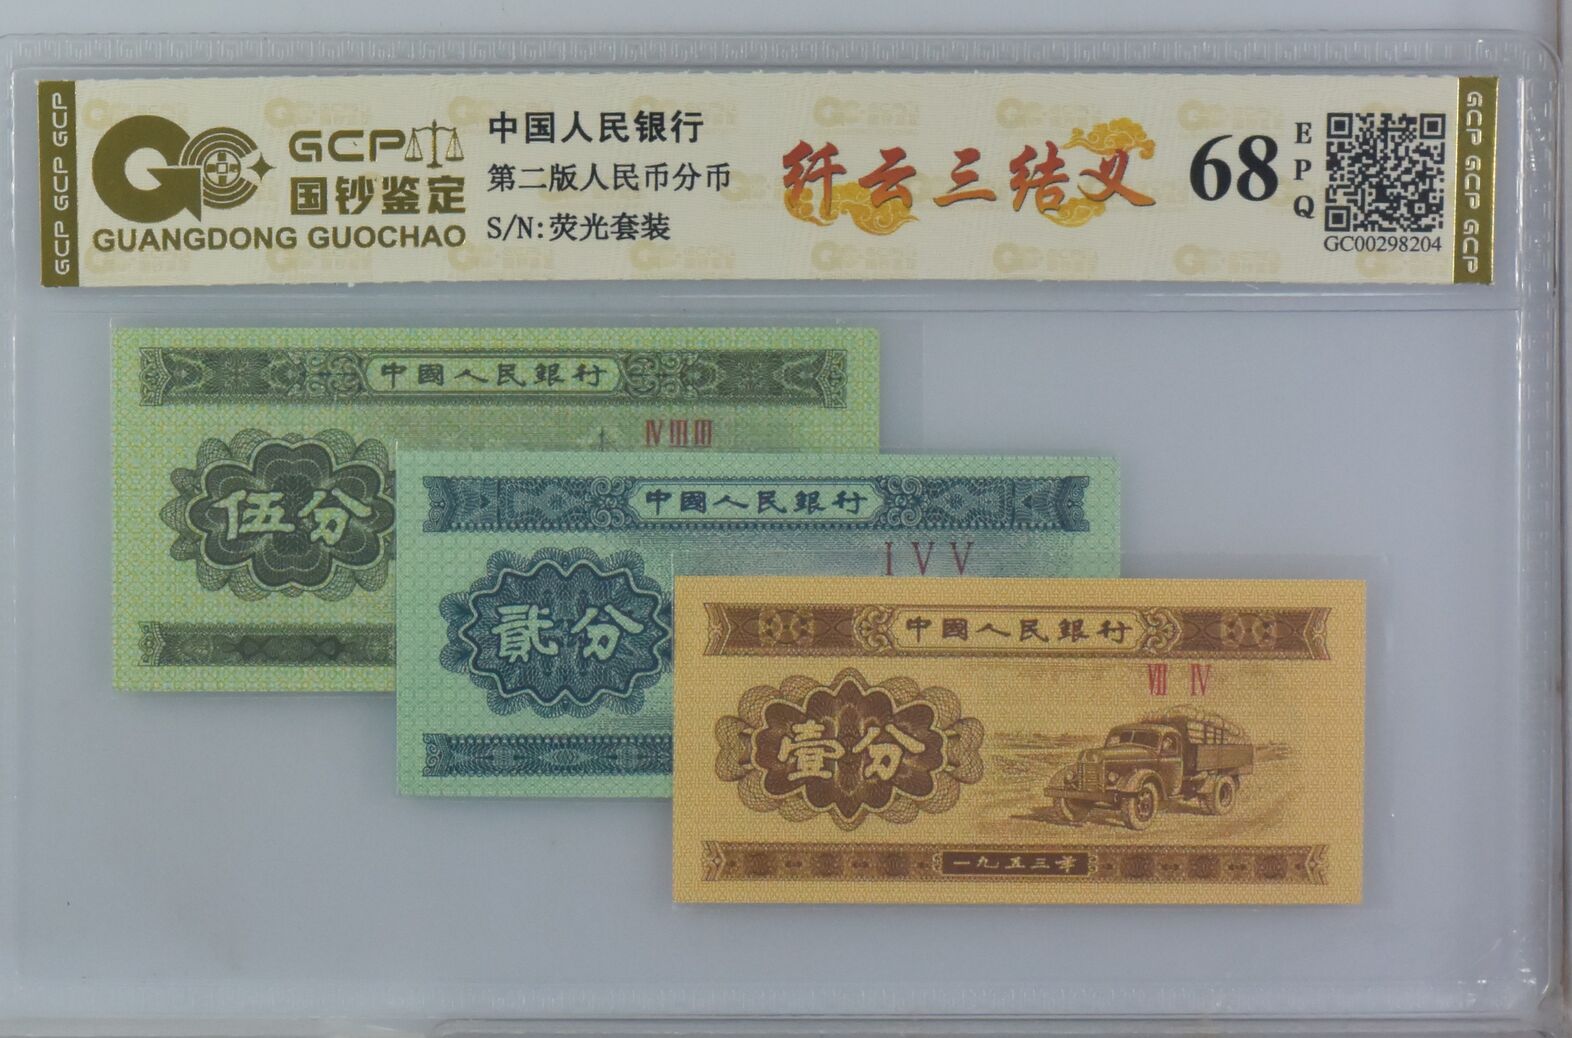 GCP
国钞鉴定
GUANGDONG GUOCHAO
中国人民银行
第二版人民币分币
S/N:荧光套装
纤云三结义
68
EPQ
GC00298204
GCP GCP GCP
GCP GCP GCP
中國人民銀行
IV III III
伍分
中國人民銀行
I V V
貳分
中國人民銀行
VII IV
壹分
一九五三年